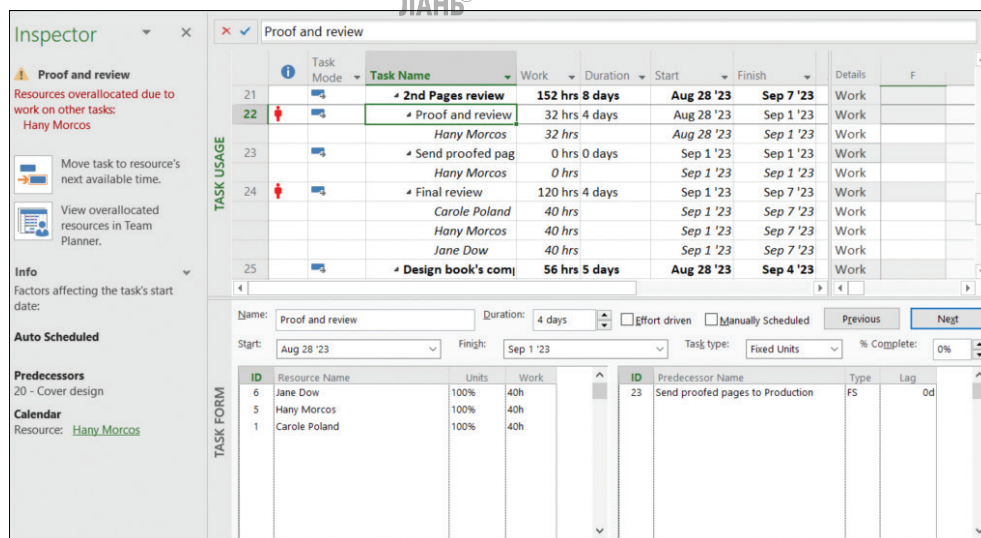 ЛАНЬ®
Inspector
Proof and review
Resources overallocated due to
work on other tasks:
Hany Morcos
Move task to resource's
next available time.
View overallocated
resources in Team
Planner.
Info
Factors affecting the task's start
date:
Auto Scheduled
Predecessors
20 - Cover design
Calendar
Resource: Hany Morcos
Proof and review
TASK USAGE
Task Mode Task Name Work Duration Start Finish Details F
21 2nd Pages review 152 hrs 8 days Aug 28 '23 Sep 7 '23 Work
22 Proof and review 32 hrs 4 days Aug 28 '23 Sep 1 '23 Work
Hany Morcos 32 hrs Aug 28 '23 Sep 1 '23 Work
23 Send proofed pag 0 hrs 0 days Sep 1 '23 Sep 1 '23 Work
Hany Morcos 0 hrs Sep 1 '23 Sep 1 '23 Work
24 Final review 120 hrs 4 days Sep 1 '23 Sep 7 '23 Work
Carole Poland 40 hrs Sep 1 '23 Sep 7 '23 Work
Hany Morcos 40 hrs Sep 1 '23 Sep 7 '23 Work
Jane Dow 40 hrs Sep 1 '23 Sep 7 '23 Work
25 Design book's com 56 hrs 5 days Aug 28 '23 Sep 4 '23 Work
TASK FORM
Name: Proof and review Duration: 4 days Effort driven Manually Scheduled Previous Next
Start: Aug 28 '23 Finish: Sep 1 '23 Task type: Fixed Units % Complete: 0%
ID Resource Name Units Work ID Predecessor Name Type Lag
6 Jane Dow 100% 40h 23 Send proofed pages to Production FS 0d
5 Hany Morcos 100% 40h
1 Carole Poland 100% 40h